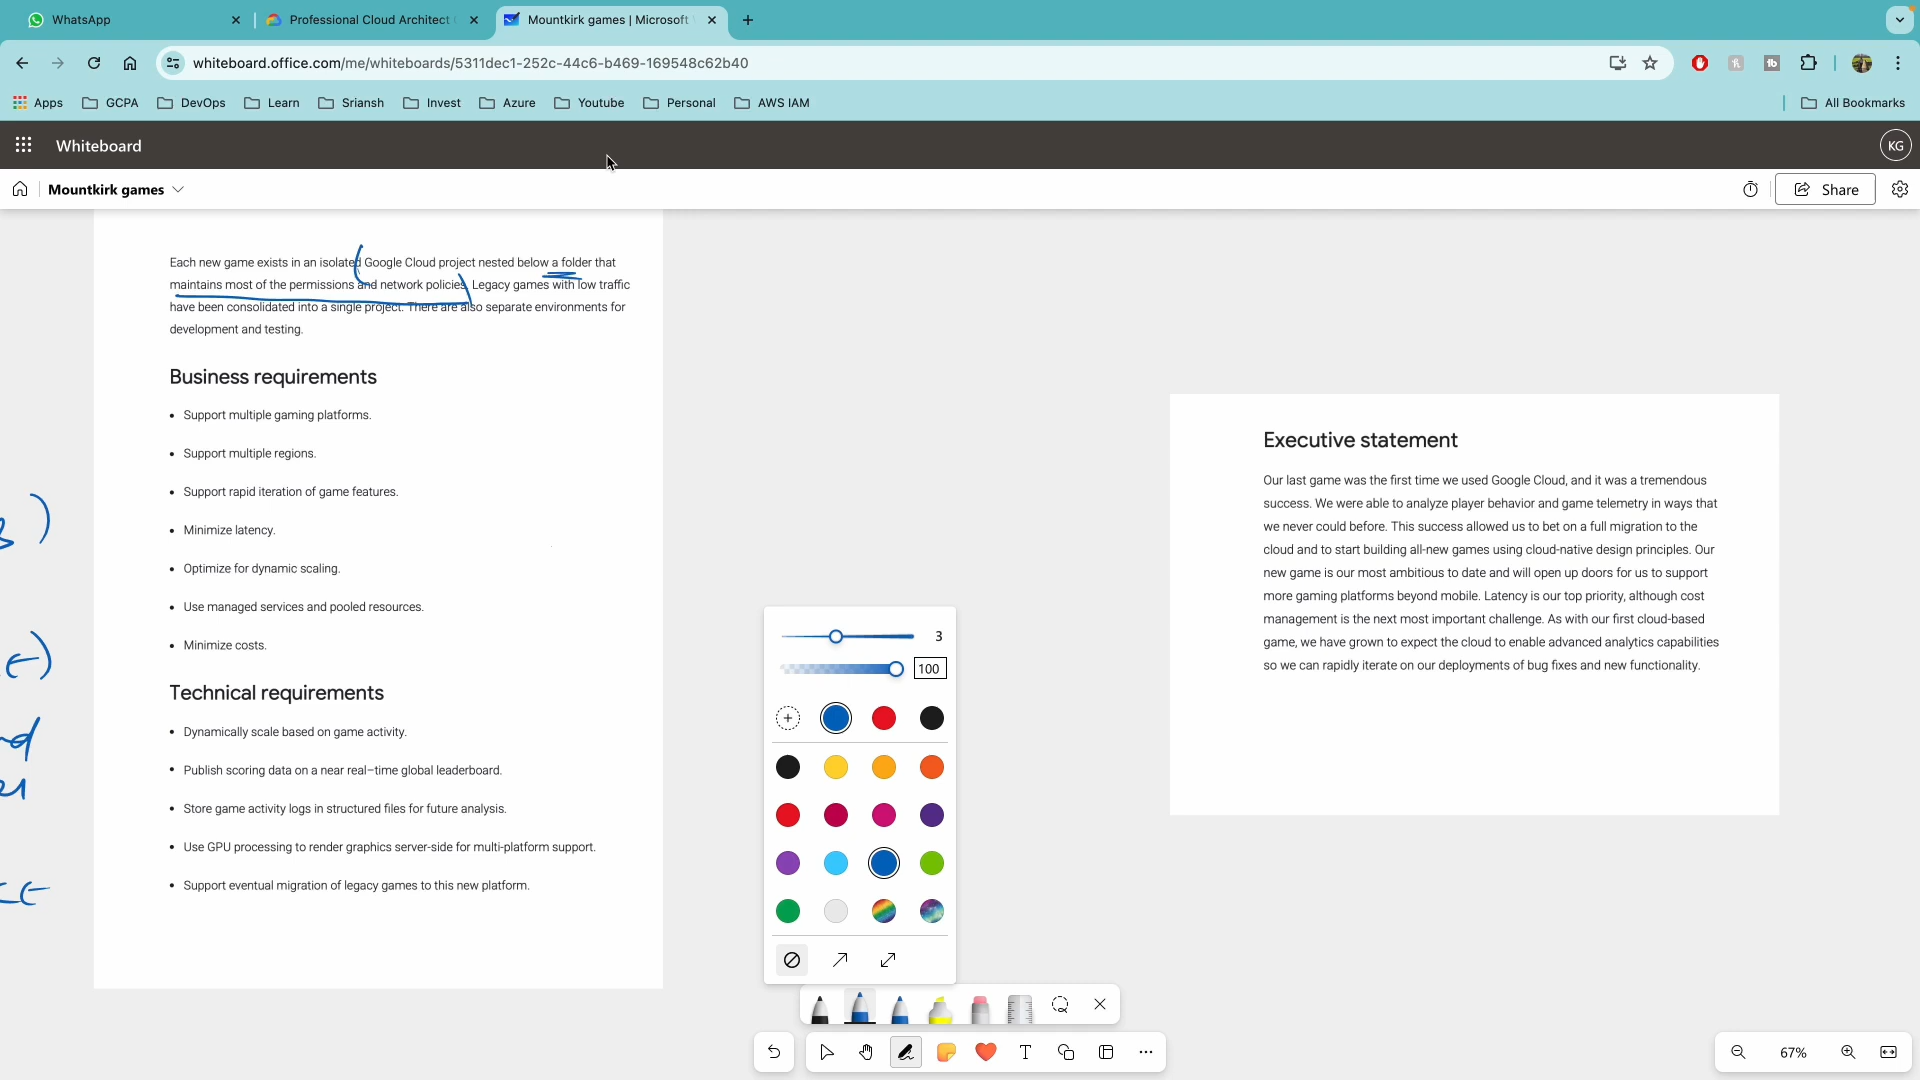 WhatsApp
Professional Cloud Architect
Mountkirk games | Microsoft
whiteboard.office.com/me/whiteboards/5311dec1-252c-44c6-b469-169548c62b40
Apps
GCPA
DevOps
Learn
Sriansh
Invest
Azure
Youtube
Personal
AWS IAM
All Bookmarks
Whiteboard
KG
Mountkirk games
Share
Each new game exists in an isolated Google Cloud project nested below a folder that
maintains most of the permissions and network policies. Legacy games with low traffic
have been consolidated into a single project. There are also separate environments for
development and testing.
Business requirements
• Support multiple gaming platforms.
• Support multiple regions.
• Support rapid iteration of game features.
• Minimize latency.
• Optimize for dynamic scaling.
• Use managed services and pooled resources.
• Minimize costs.
Technical requirements
• Dynamically scale based on game activity.
• Publish scoring data on a near real–time global leaderboard.
• Store game activity logs in structured files for future analysis.
• Use GPU processing to render graphics server-side for multi-platform support.
• Support eventual migration of legacy games to this new platform.
Executive statement
Our last game was the first time we used Google Cloud, and it was a tremendous
success. We were able to analyze player behavior and game telemetry in ways that
we never could before. This success allowed us to bet on a full migration to the
cloud and to start building all-new games using cloud-native design principles. Our
new game is our most ambitious to date and will open up doors for us to support
more gaming platforms beyond mobile. Latency is our top priority, although cost
management is the next most important challenge. As with our first cloud-based
game, we have grown to expect the cloud to enable advanced analytics capabilities
so we can rapidly iterate on our deployments of bug fixes and new functionality.
3
100
67%